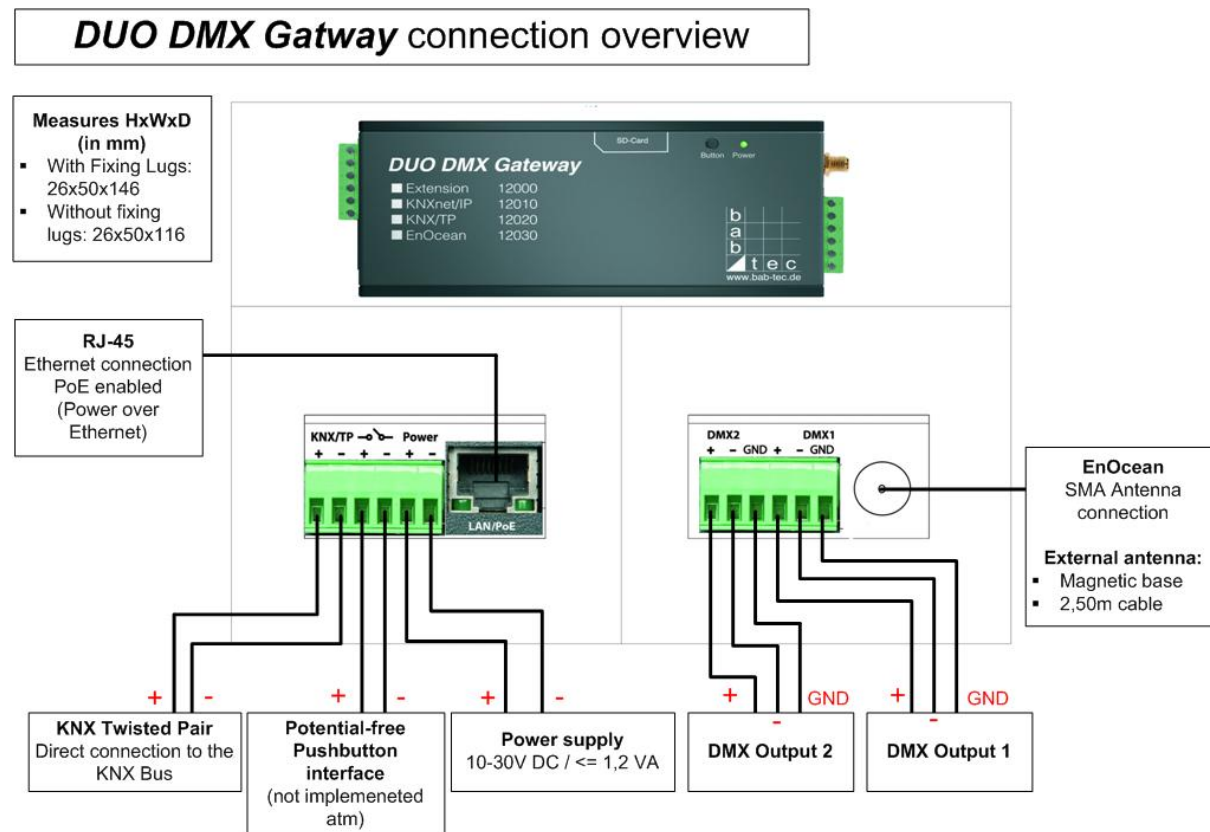 DUO DMX Gatway connection overview
Measures HxWxD
(in mm)
▪ With Fixing Lugs:
26x50x146
▪ Without fixing
lugs: 26x50x116
SD-Card
Button Power
DUO DMX Gateway
Extension 12000
KNXnet/IP 12010
KNX/TP 12020
EnOcean 12030
b
a
b
t e c
www.bab-tec.de
RJ-45
Ethernet connection
PoE enabled
(Power over
Ethernet)
KNX/TP Power
+ - + - + -
LAN/PoE
DMX2 DMX1
+ - GND + - GND
EnOcean
SMA Antenna
connection
External antenna:
▪ Magnetic base
▪ 2,50m cable
+ - + - + - + - GND + - GND
KNX Twisted Pair
Direct connection to the
KNX Bus
Potential-free
Pushbutton
interface
(not implemeneted
atm)
Power supply
10-30V DC / <= 1,2 VA
DMX Output 2
DMX Output 1